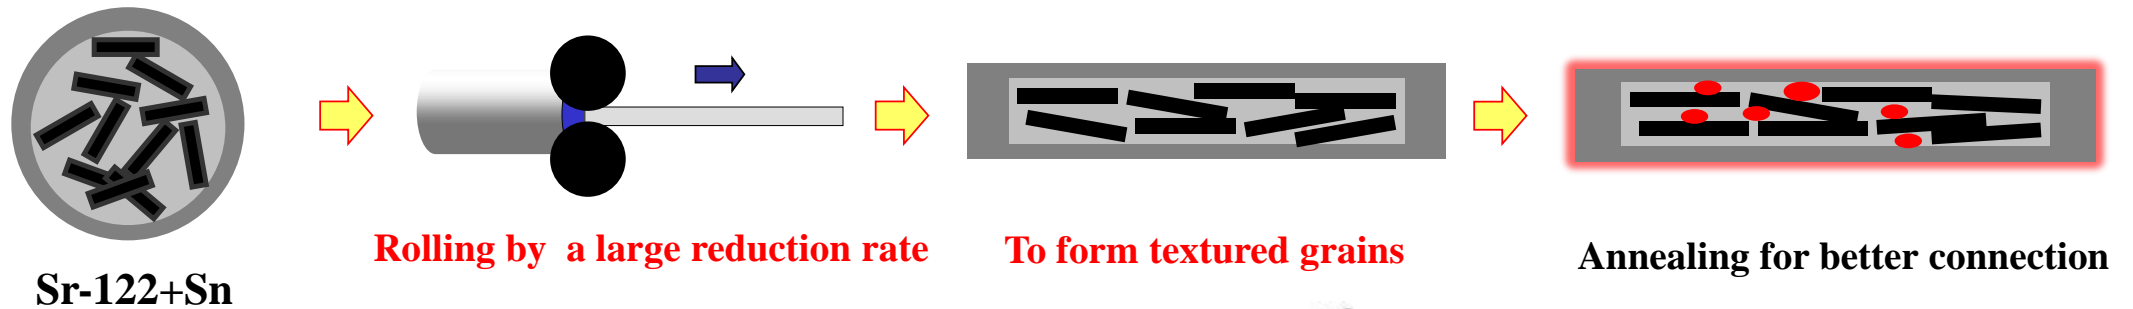 Rolling by a large reduction rate
To form textured grains
Annealing for better connection
Sr-122+Sn